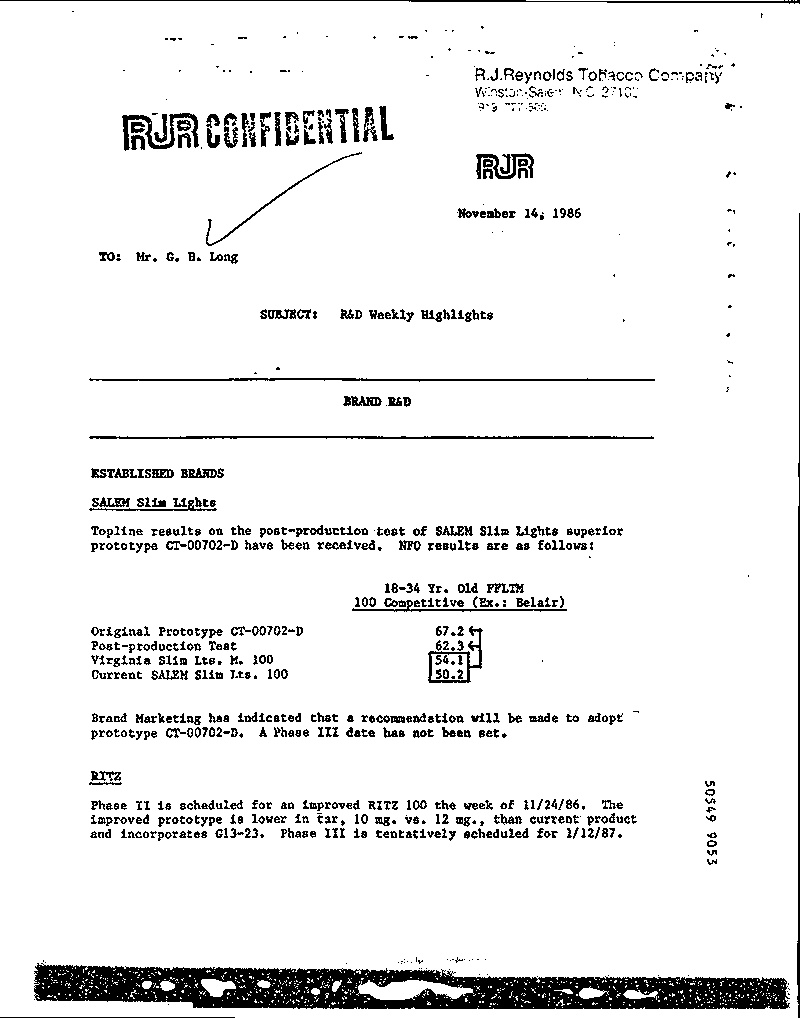 R.J.Reynolds Tobacco Company
Winston-Salem, N.C. 27102
RJR CONFIDENTIAL
RJR
November 14, 1986
TO: Mr. G. H. Long
SUBJECT: R&D Weekly Highlights
BRAND R&D
ESTABLISHED BRANDS
SALEM Slim Lights
Topline results on the post-production test of SALEM Slim Lights superior
prototype CT-00702-D have been received. NFO results are as follows:
18-34 Yr. Old FFLTM
100 Competitive (Ex.: Belair)
Original Prototype CT-00702-D 67.2
Post-production Test 62.3
Virginia Slim Lts. M. 100 54.1
Current SALEM Slim Lts. 100 50.2
Brand Marketing has indicated that a recommendation will be made to adopt
prototype CT-00702-D. A Phase III date has not been set.
RITZ
Phase II is scheduled for an improved RITZ 100 the week of 11/24/86. The
improved prototype is lower in tar, 10 mg. vs. 12 mg., than current product
and incorporates G13-23. Phase III is tentatively scheduled for 1/12/87.
50549 9053